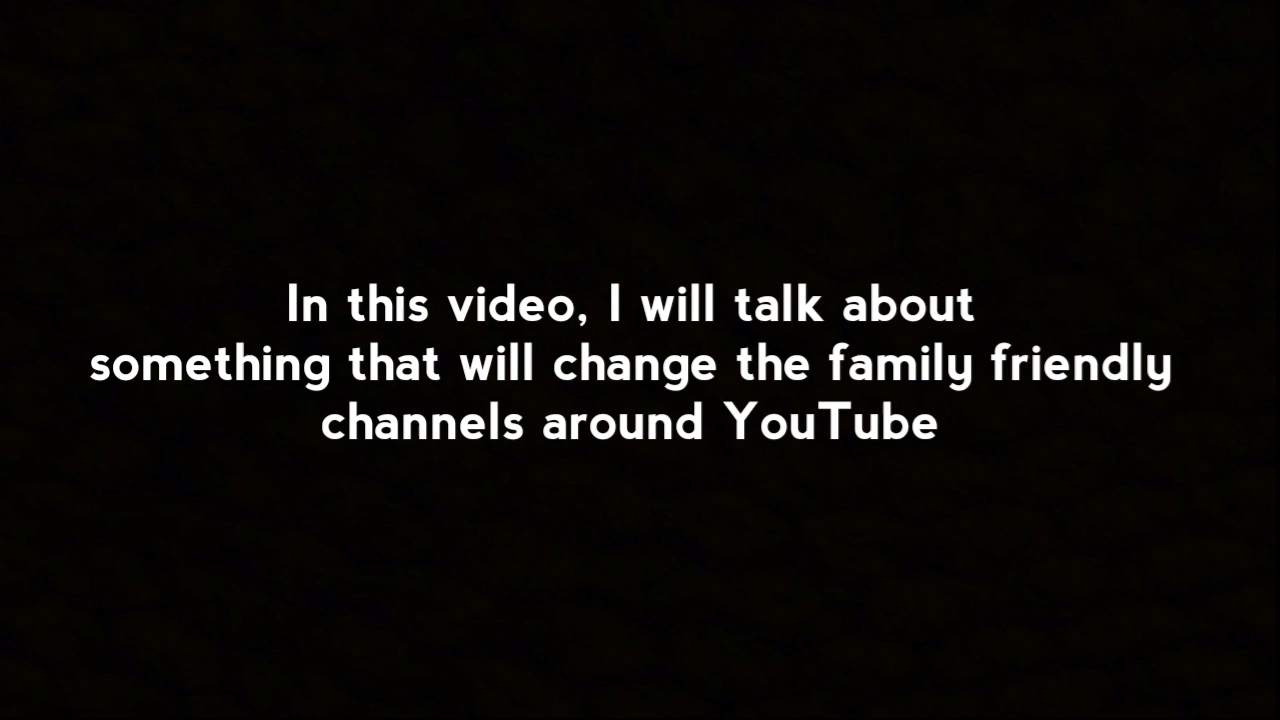 In this video, I will talk about
something that will change the family friendly
channels around YouTube